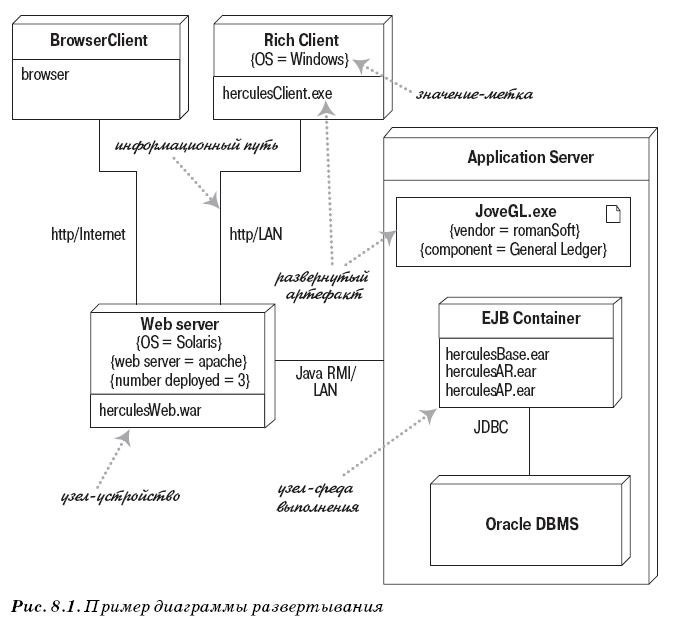 BrowserClient
browser
Rich Client
{OS = Windows}
herculesClient.exe
значение-метка
информационный путь
http/Internet
http/LAN
развернутый
артефакт
Application Server
JoveGL.exe
{vendor = romanSoft}
{component = General Ledger}
Web server
{OS = Solaris}
{web server = apache}
{number deployed = 3}
herculesWeb.war
Java RMI/
LAN
EJB Container
herculesBase.ear
herculesAR.ear
herculesAP.ear
JDBC
узел-устройство
узел-среда
выполнения
Oracle DBMS
Рис. 8.1. Пример диаграммы развертывания